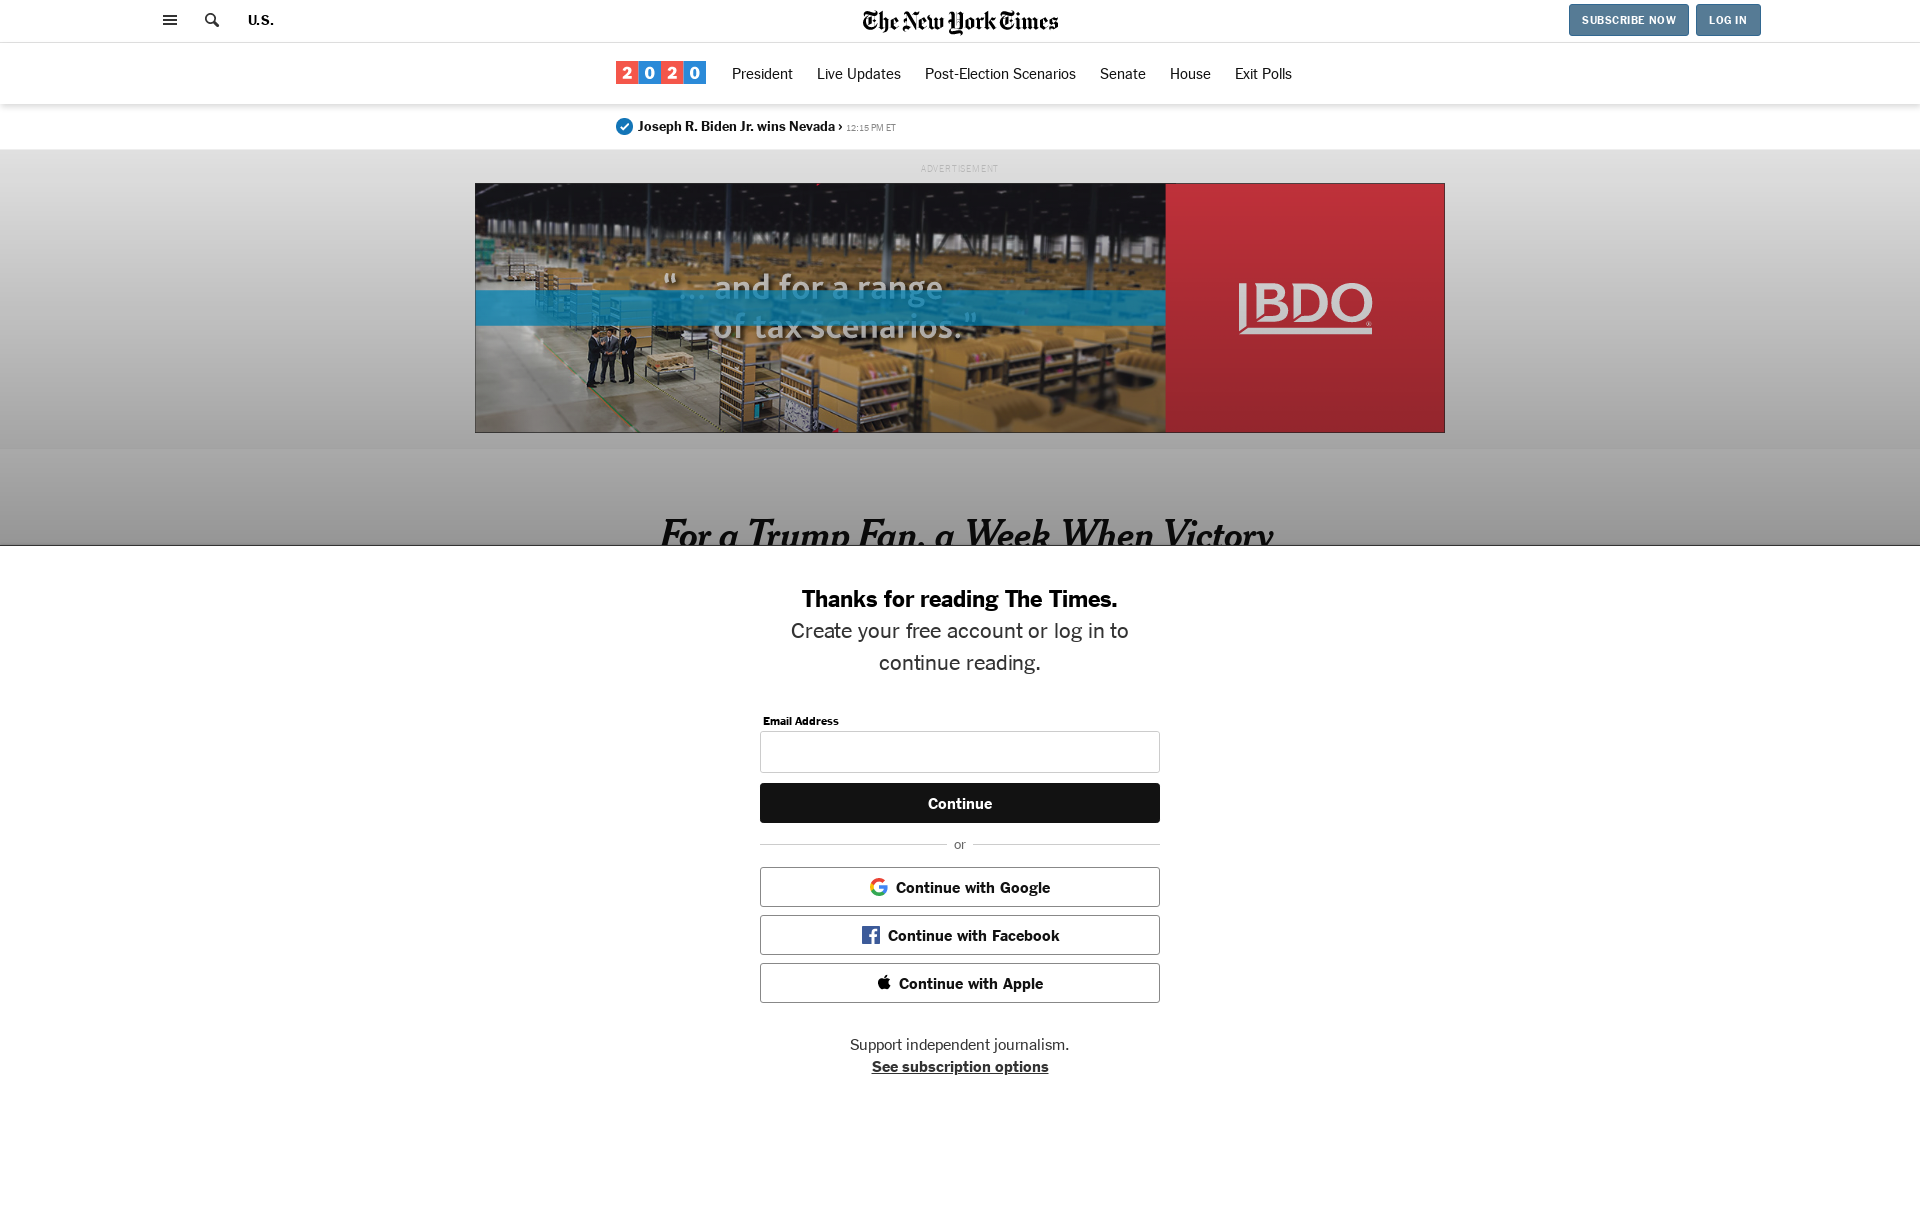 U.S.
The New York Times
SUBSCRIBE NOW
LOG IN
2020
President
Live Updates
Post-Election Scenarios
Senate
House
Exit Polls
Joseph R. Biden Jr. wins Nevada › 12:15 PM ET
ADVERTISEMENT
“... and for a range
of tax scenarios.”
BDO
®
For a Trump Fan, a Week When Victory
Thanks for reading The Times.
Create your free account or log in to
continue reading.
Email Address
Continue
or
Continue with Google
Continue with Facebook
Continue with Apple
Support independent journalism.
See subscription options